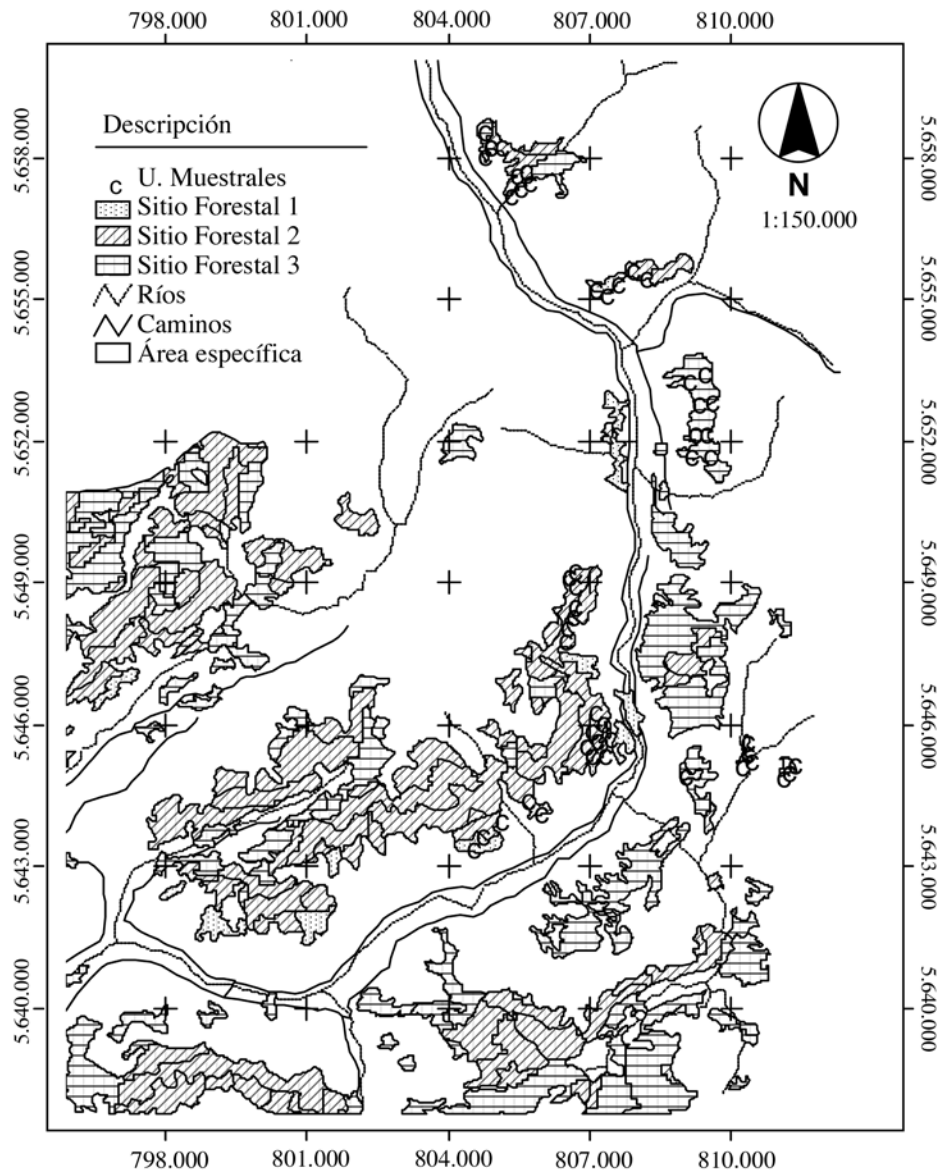 798.000 801.000 804.000 807.000 810.000
Descripción
C U. Muestrales
Sitio Forestal 1
Sitio Forestal 2
Sitio Forestal 3
Ríos
Caminos
Área específica
N
1:150.000
5.658.000
5.655.000
5.652.000
5.649.000
5.646.000
5.643.000
5.640.000
5.658.000
5.655.000
5.652.000
5.649.000
5.646.000
5.643.000
5.640.000
798.000 801.000 804.000 807.000 810.000